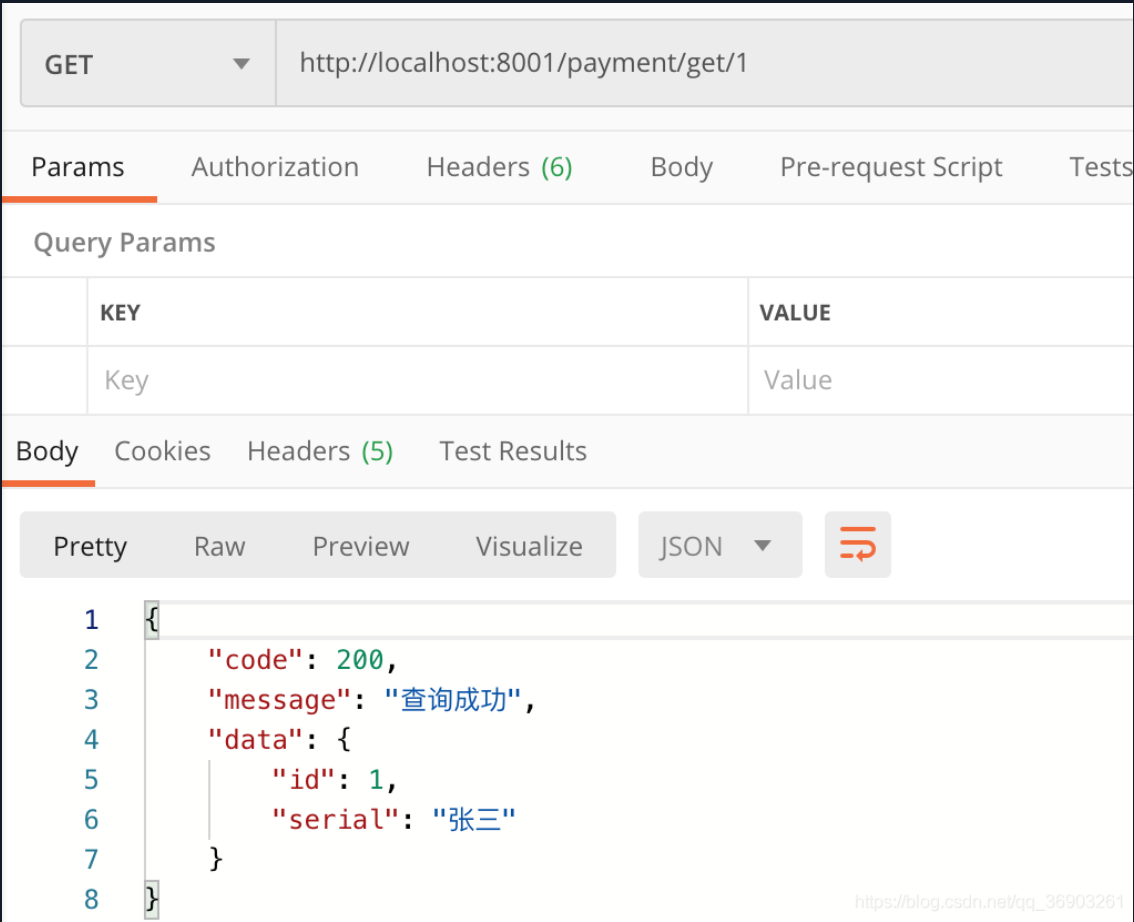 GET http://localhost:8001/payment/get/1
Params Authorization Headers (6) Body Pre-request Script Tests
Query Params
KEY VALUE
Key Value
Body Cookies Headers (5) Test Results
Pretty Raw Preview Visualize JSON
1 {
2 "code": 200,
3 "message": "查询成功",
4 "data": {
5 "id": 1,
6 "serial": "张三"
7 }
8 }
https://blog.csdn.net/qq_36903261